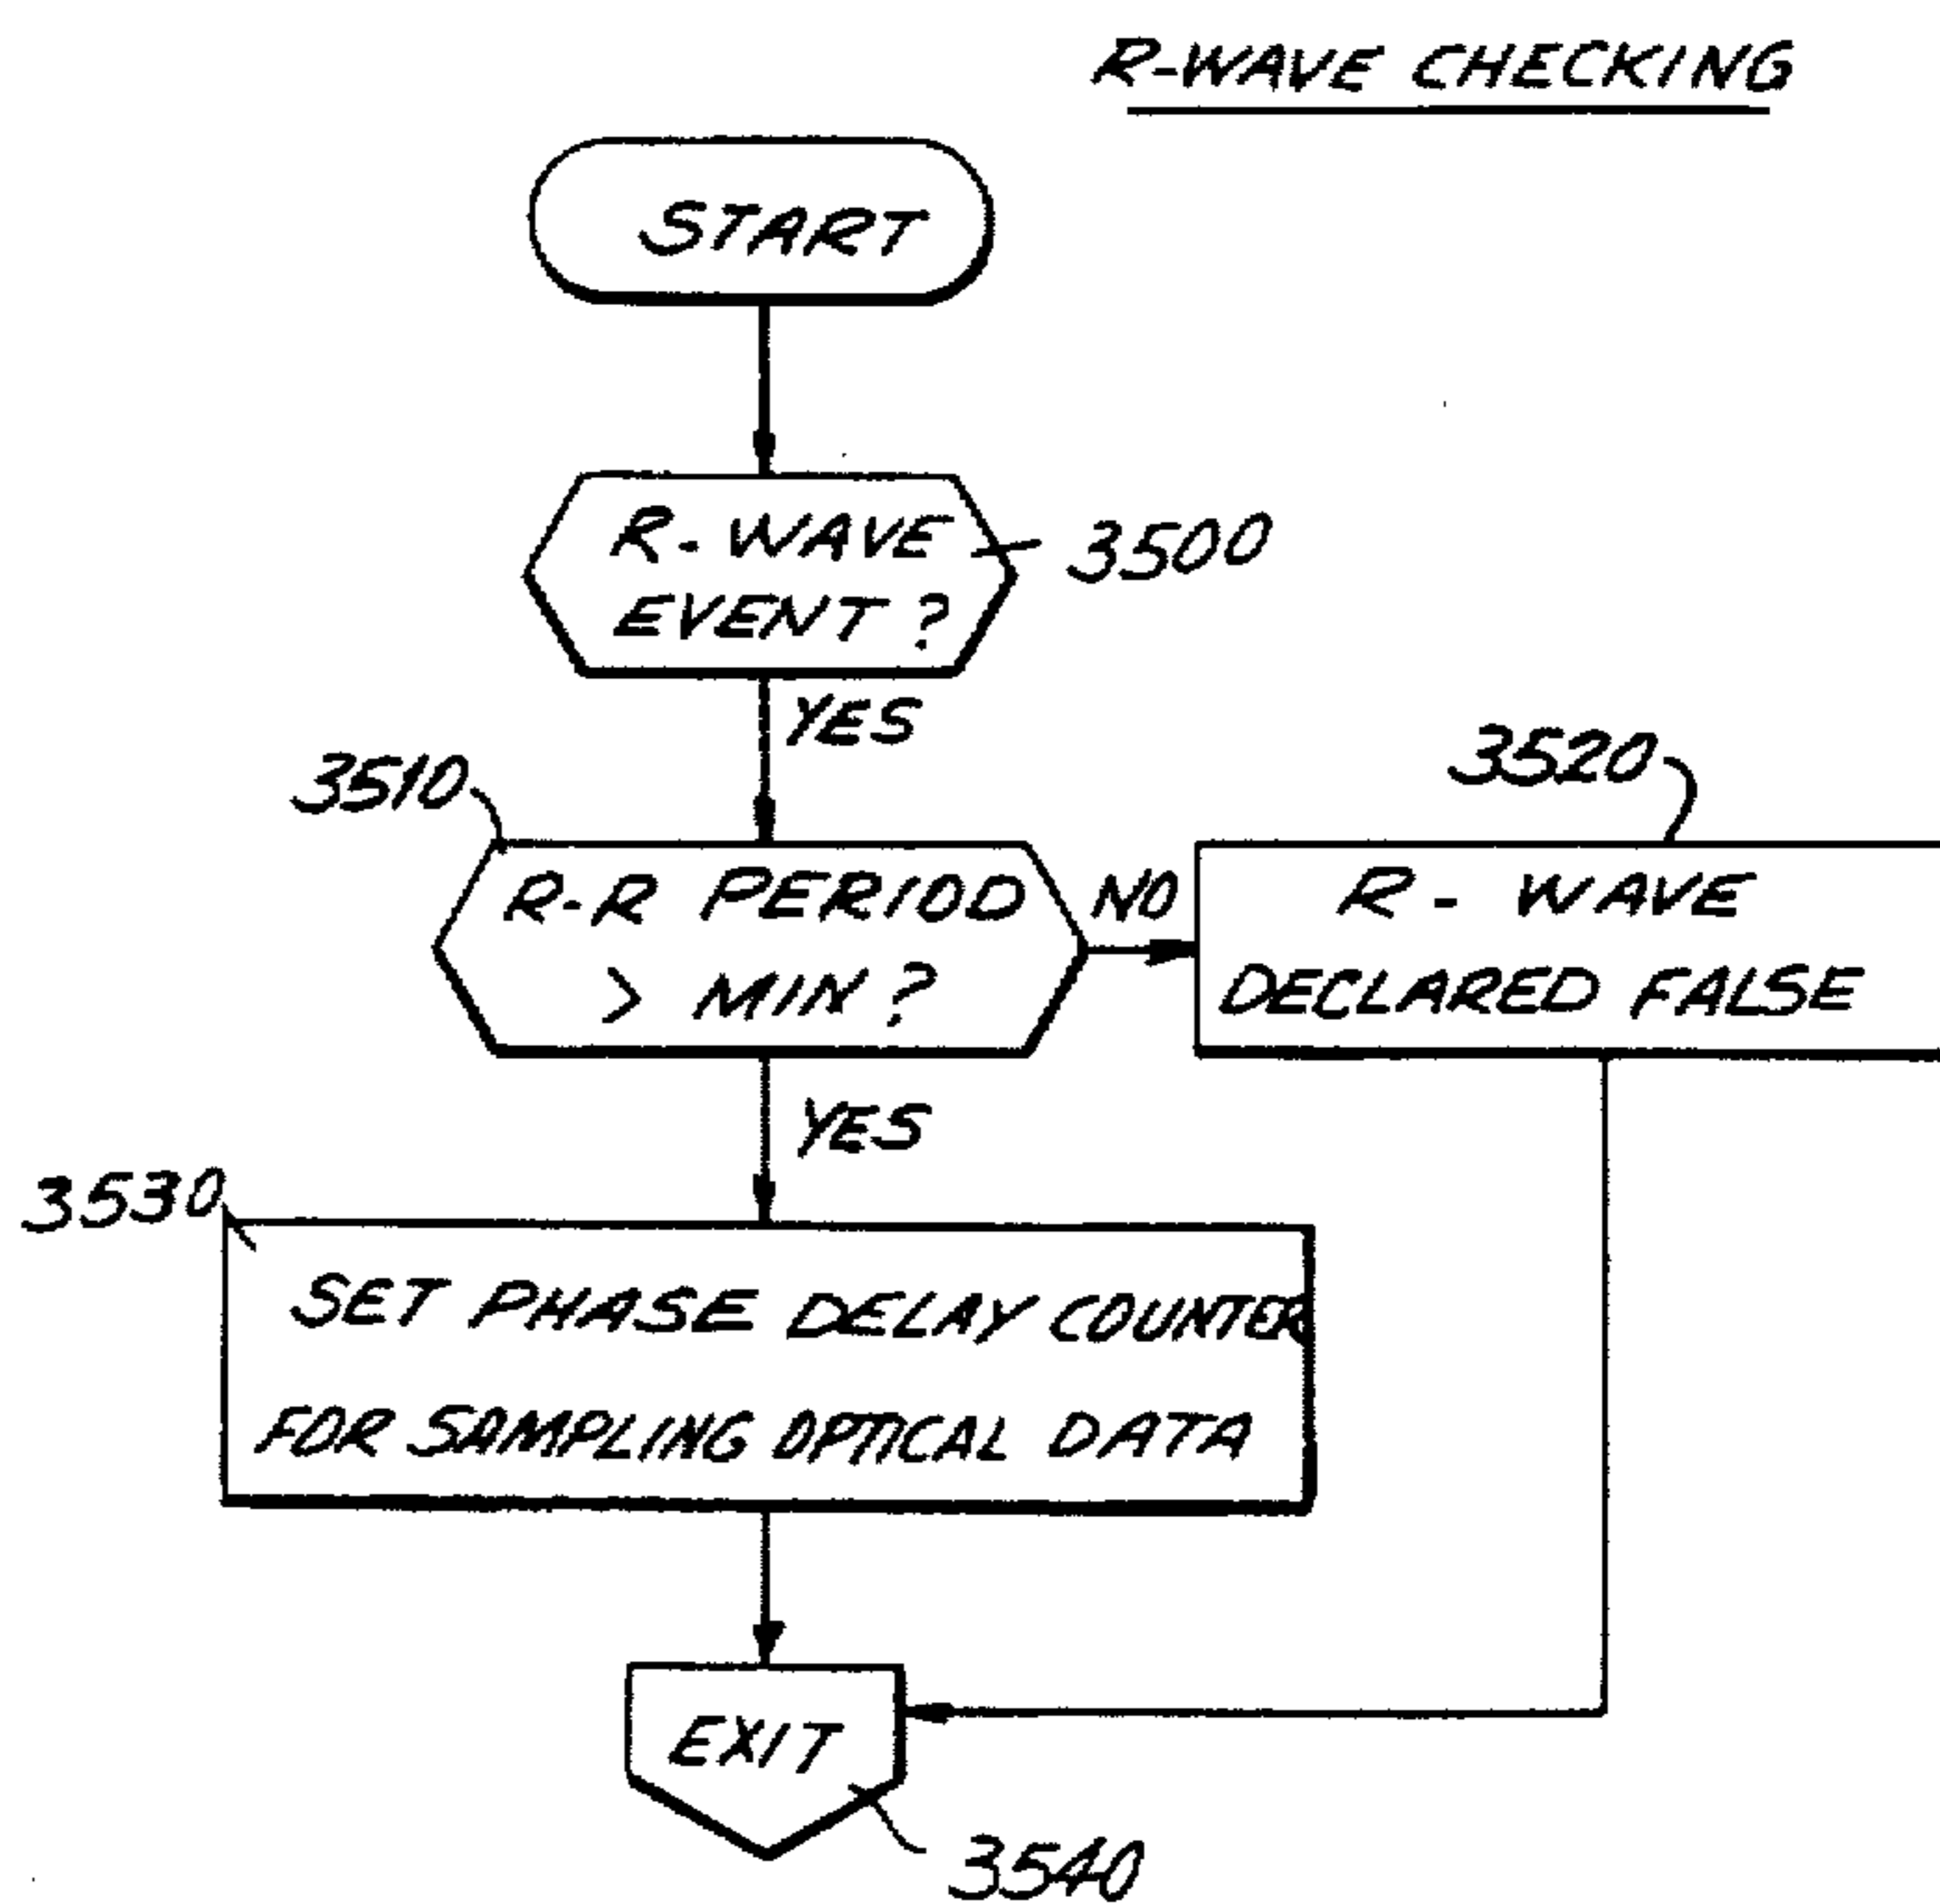 R-WAVE CHECKING
START
R-WAVE
EVENT?
3500
YES
3510
R-R PERIOD
> MIN?
NO
3520
R - WAVE
DECLARED FALSE
YES
3530
SET PHASE DELAY COUNTER
FOR SAMPLING OPTICAL DATA
EXIT
3540